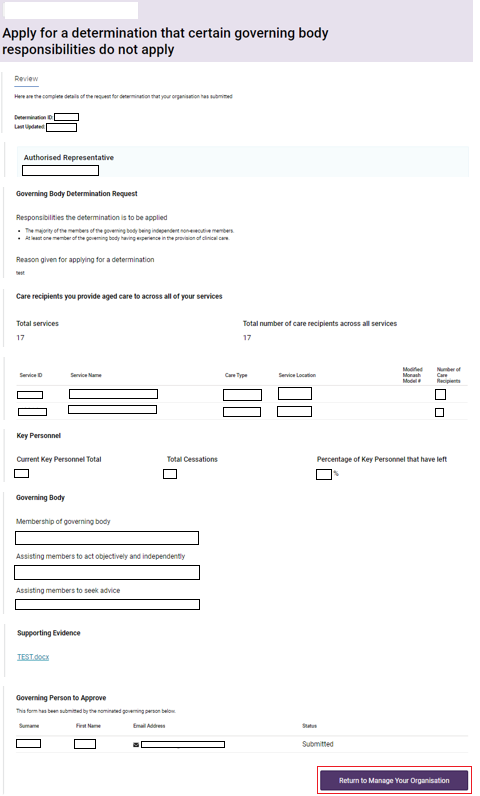 Apply for a determination that certain governing body
responsibilities do not apply
Review
Here are the complete details of the request for determination that your organisation has submitted
Determination ID:
Last Updated:
Authorised Representative
Governing Body Determination Request
Responsibilities the determination is to be applied
• The majority of the members of the governing body being independent non-executive members.
• At least one member of the governing body having experience in the provision of clinical care.
Reason given for applying for a determination
test
Care recipients you provide aged care to across all of your services
Total services Total number of care recipients across all services
17 17
Service ID Service Name Care Type Service Location Modified Monash Model # Number of Care Recipients
Key Personnel
Current Key Personnel Total Total Cessations Percentage of Key Personnel that have left
%
Governing Body
Membership of governing body
Assisting members to act objectively and independently
Assisting members to seek advice
Supporting Evidence
TEST.docx
Governing Person to Approve
This form has been submitted by the nominated governing person below.
Surname First Name Email Address Status
Submitted
Return to Manage Your Organisation